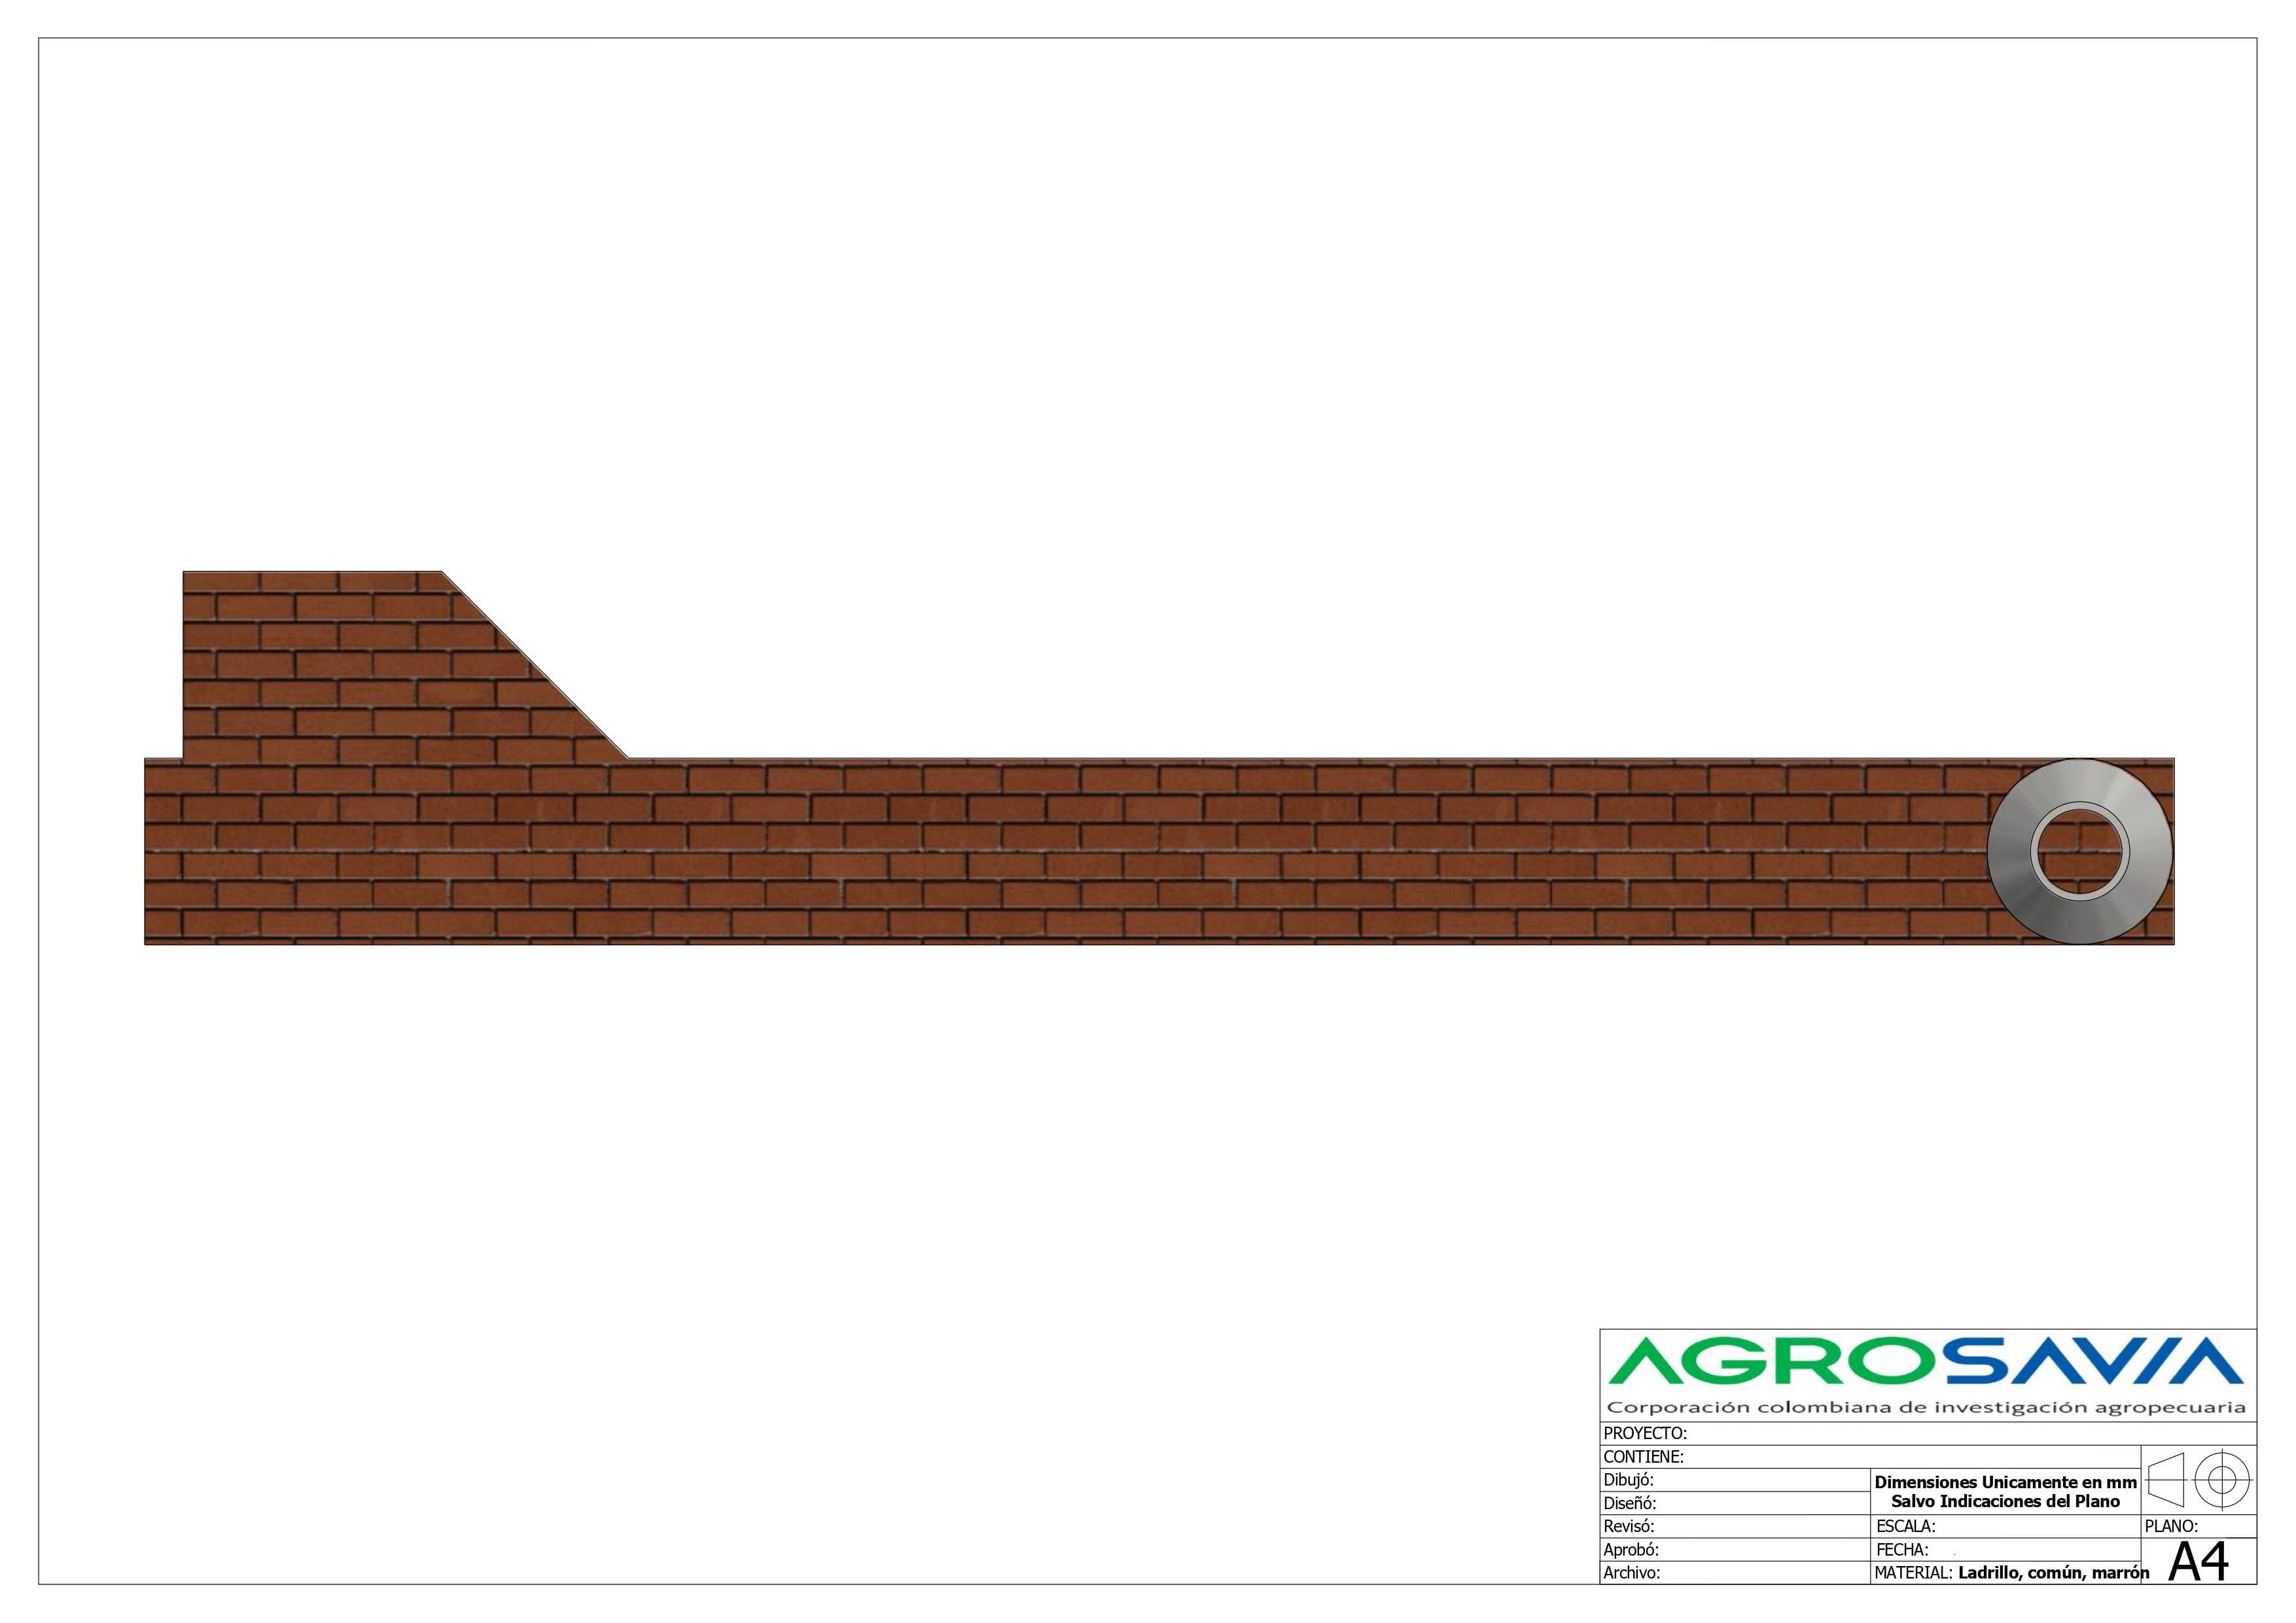 AGROSAVIA
Corporación colombiana de investigación agropecuaria
PROYECTO:
CONTIENE:
Dibujó:
Dimensiones Unicamente en mm
Salvo Indicaciones del Plano
Diseñó:
Revisó:
ESCALA:
PLANO:
Aprobó:
FECHA:
A4
Archivo:
MATERIAL: Ladrillo, común, marrón